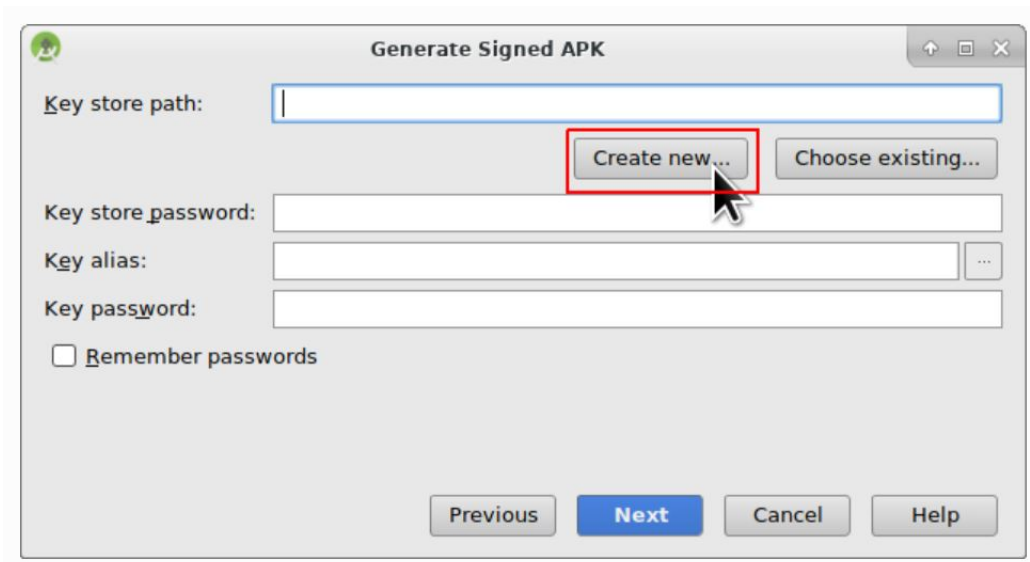 Generate Signed APK
Key store path:
Create new... Choose existing...
Key store password:
Key alias:
...
Key password:
Remember passwords
Previous Next Cancel Help